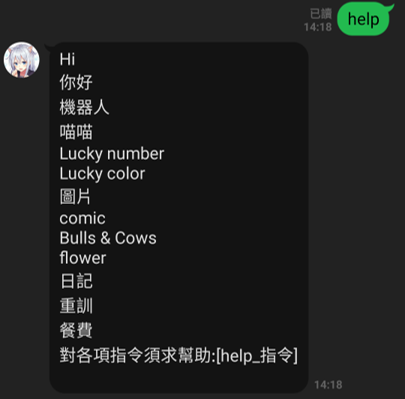 已讀
14:18
help
Hi
你好
機器人
喵喵
Lucky number
Lucky color
圖片
comic
Bulls & Cows
flower
日記
重訓
餐費
對各項指令須求幫助:[help_指令]
14:18